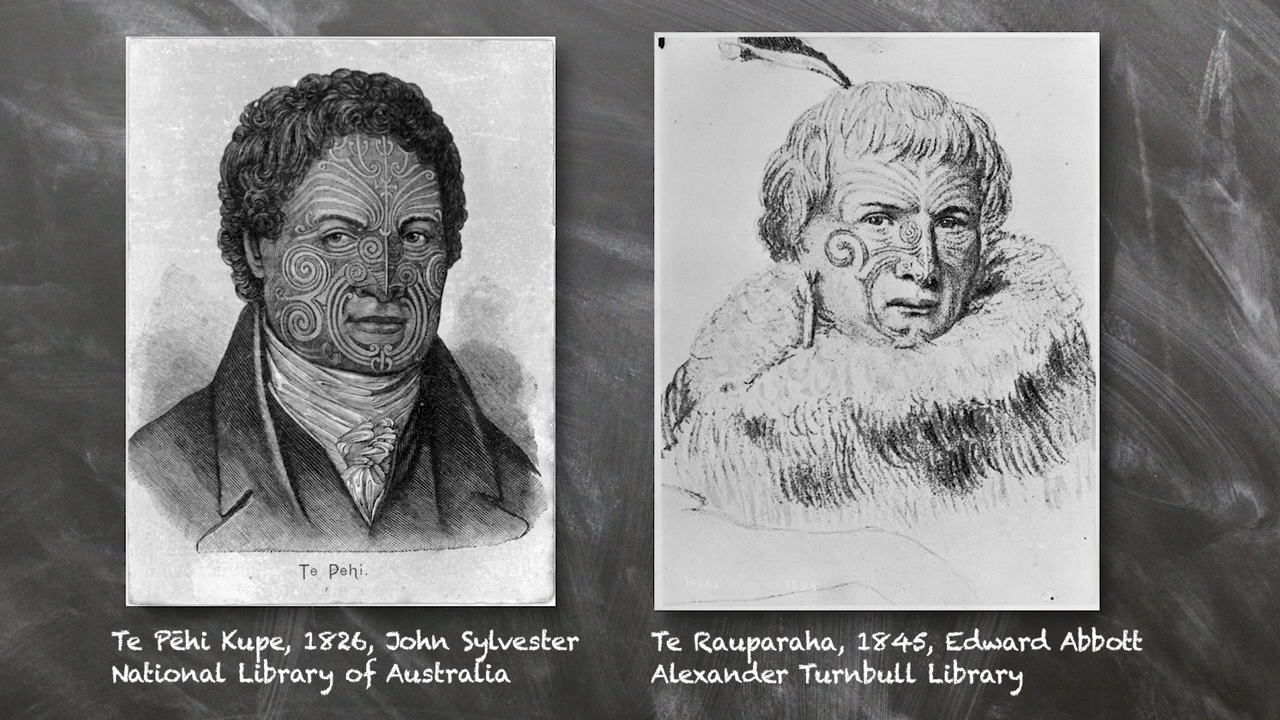 Te Pehi.
Te Pēhi Kupe, 1826, John Sylvester
National Library of Australia
Te Rauparaha, 1845, Edward Abbott
Alexander Turnbull Library